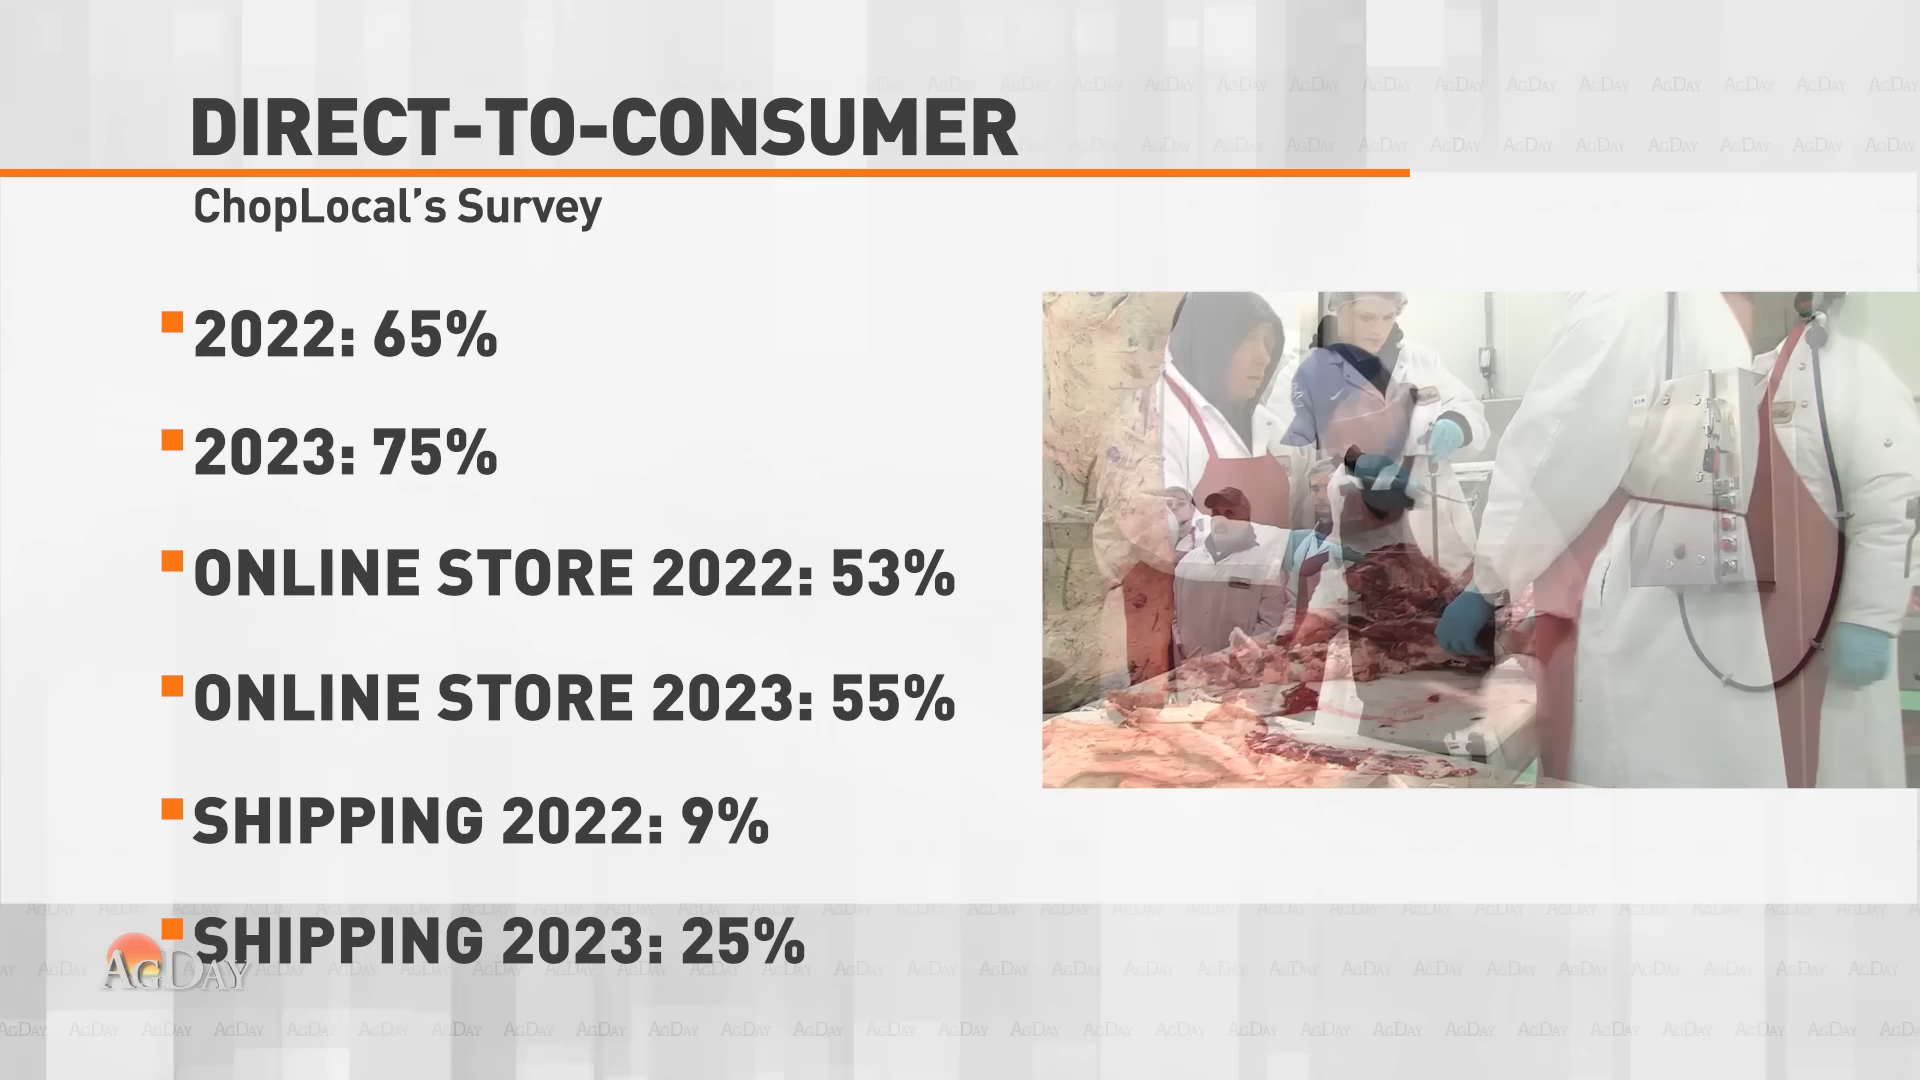 DIRECT-TO-CONSUMER
ChopLocal’s Survey
2022: 65%
2023: 75%
ONLINE STORE 2022: 53%
ONLINE STORE 2023: 55%
SHIPPING 2022: 9%
SHIPPING 2023: 25%
AGDAY